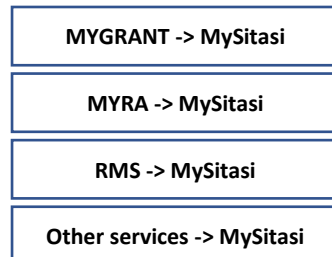 MYGRANT -> MySitasi
MYRA -> MySitasi
RMS -> MySitasi
Other services -> MySitasi